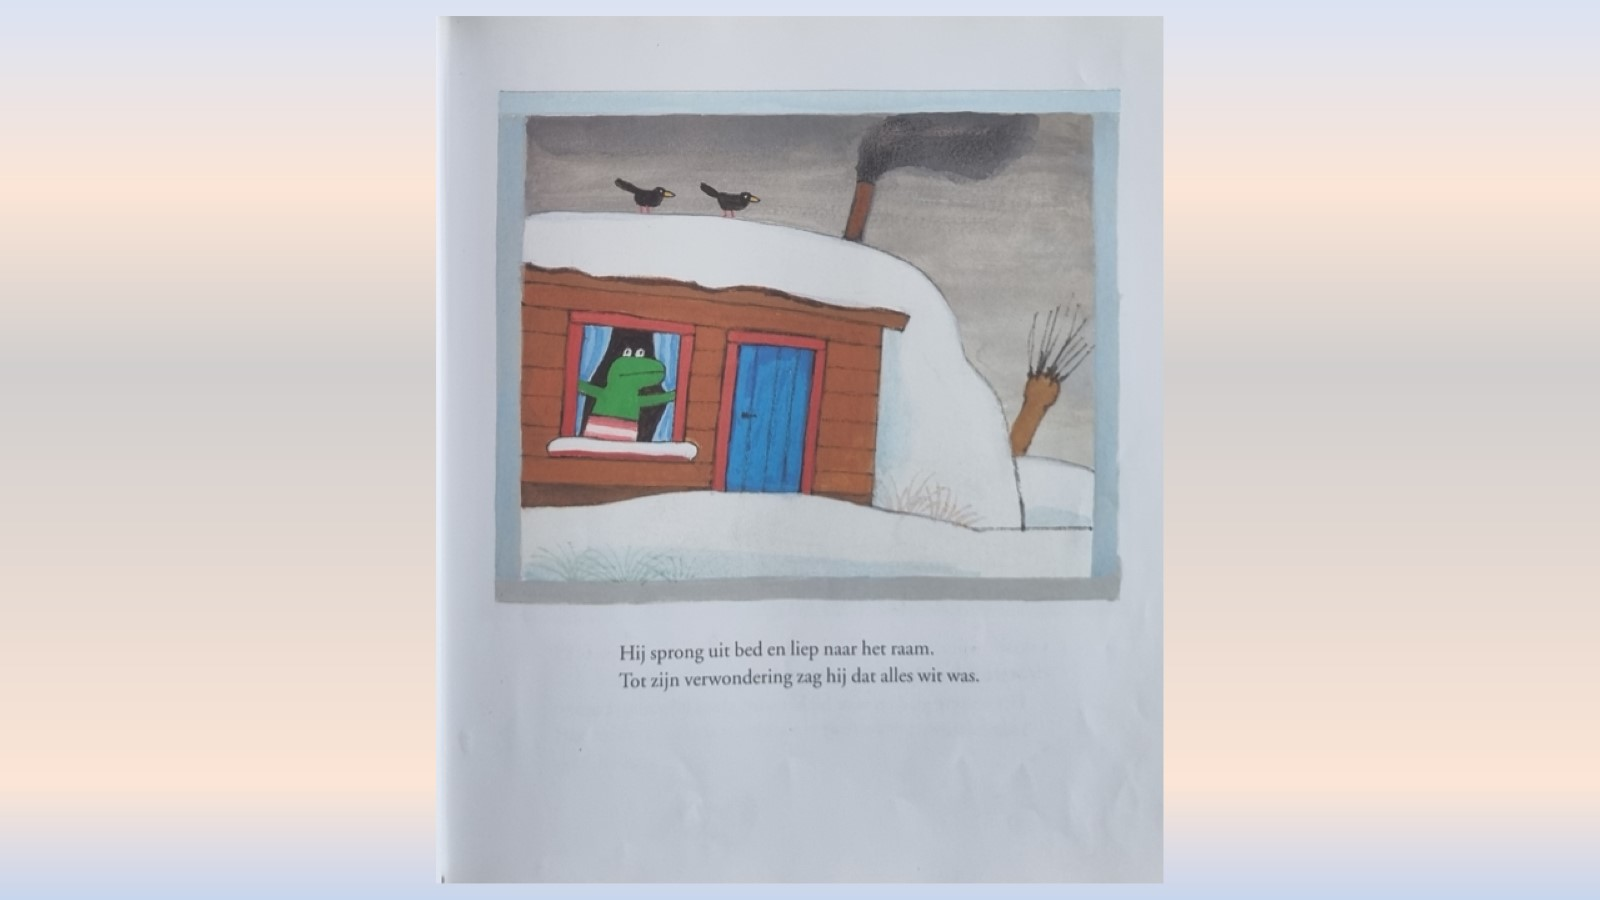 Hij sprong uit bed en liep naar het raam.
Tot zijn verwondering zag hij dat alles wit was.